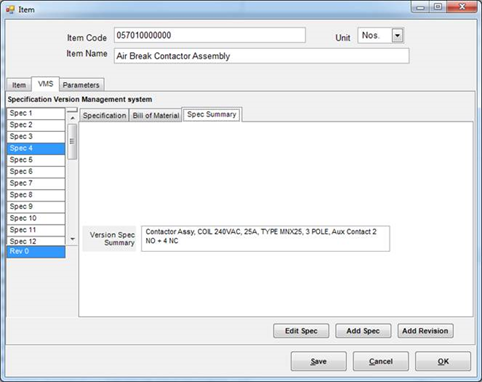 Item
Item Code 057010000000 Unit Nos.
Item Name Air Break Contactor Assembly
Item VMS Parameters
Specification Version Management system
Specification Bill of Material Spec Summary
Spec 1
Spec 2
Spec 3
Spec 4
Spec 5
Spec 6
Spec 7
Spec 8
Spec 9
Spec 10
Spec 11
Spec 12
Rev 0
Version Spec Summary
Contactor Assy, COIL 240VAC, 25A, TYPE MNX25, 3 POLE, Aux Contact 2
NO + 4 NC
Edit Spec Add Spec Add Revision
Save Cancel OK